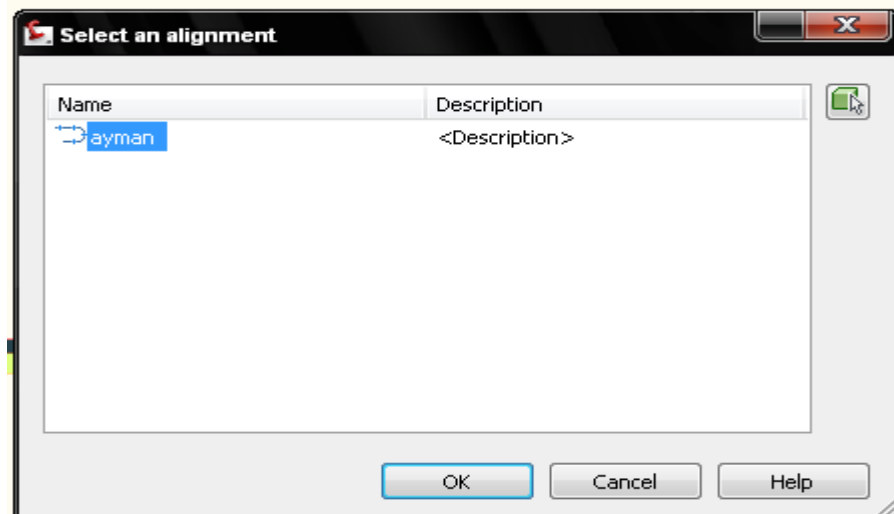 Select an alignment
Name Description
ayman <Description>
OK Cancel Help